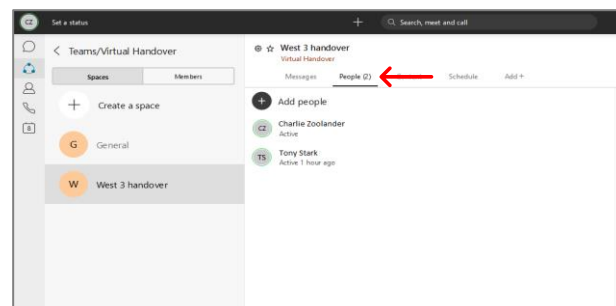 CZ Set a status + Search, meet and call
Teams/Virtual Handover
Spaces Members
+ Create a space
G General
W West 3 handover
West 3 handover
Virtual Handover
Messages People (2) Schedule Add +
+ Add people
CZ Charlie Zoolander
Active
TS Tony Stark
Active 1 hour ago
8